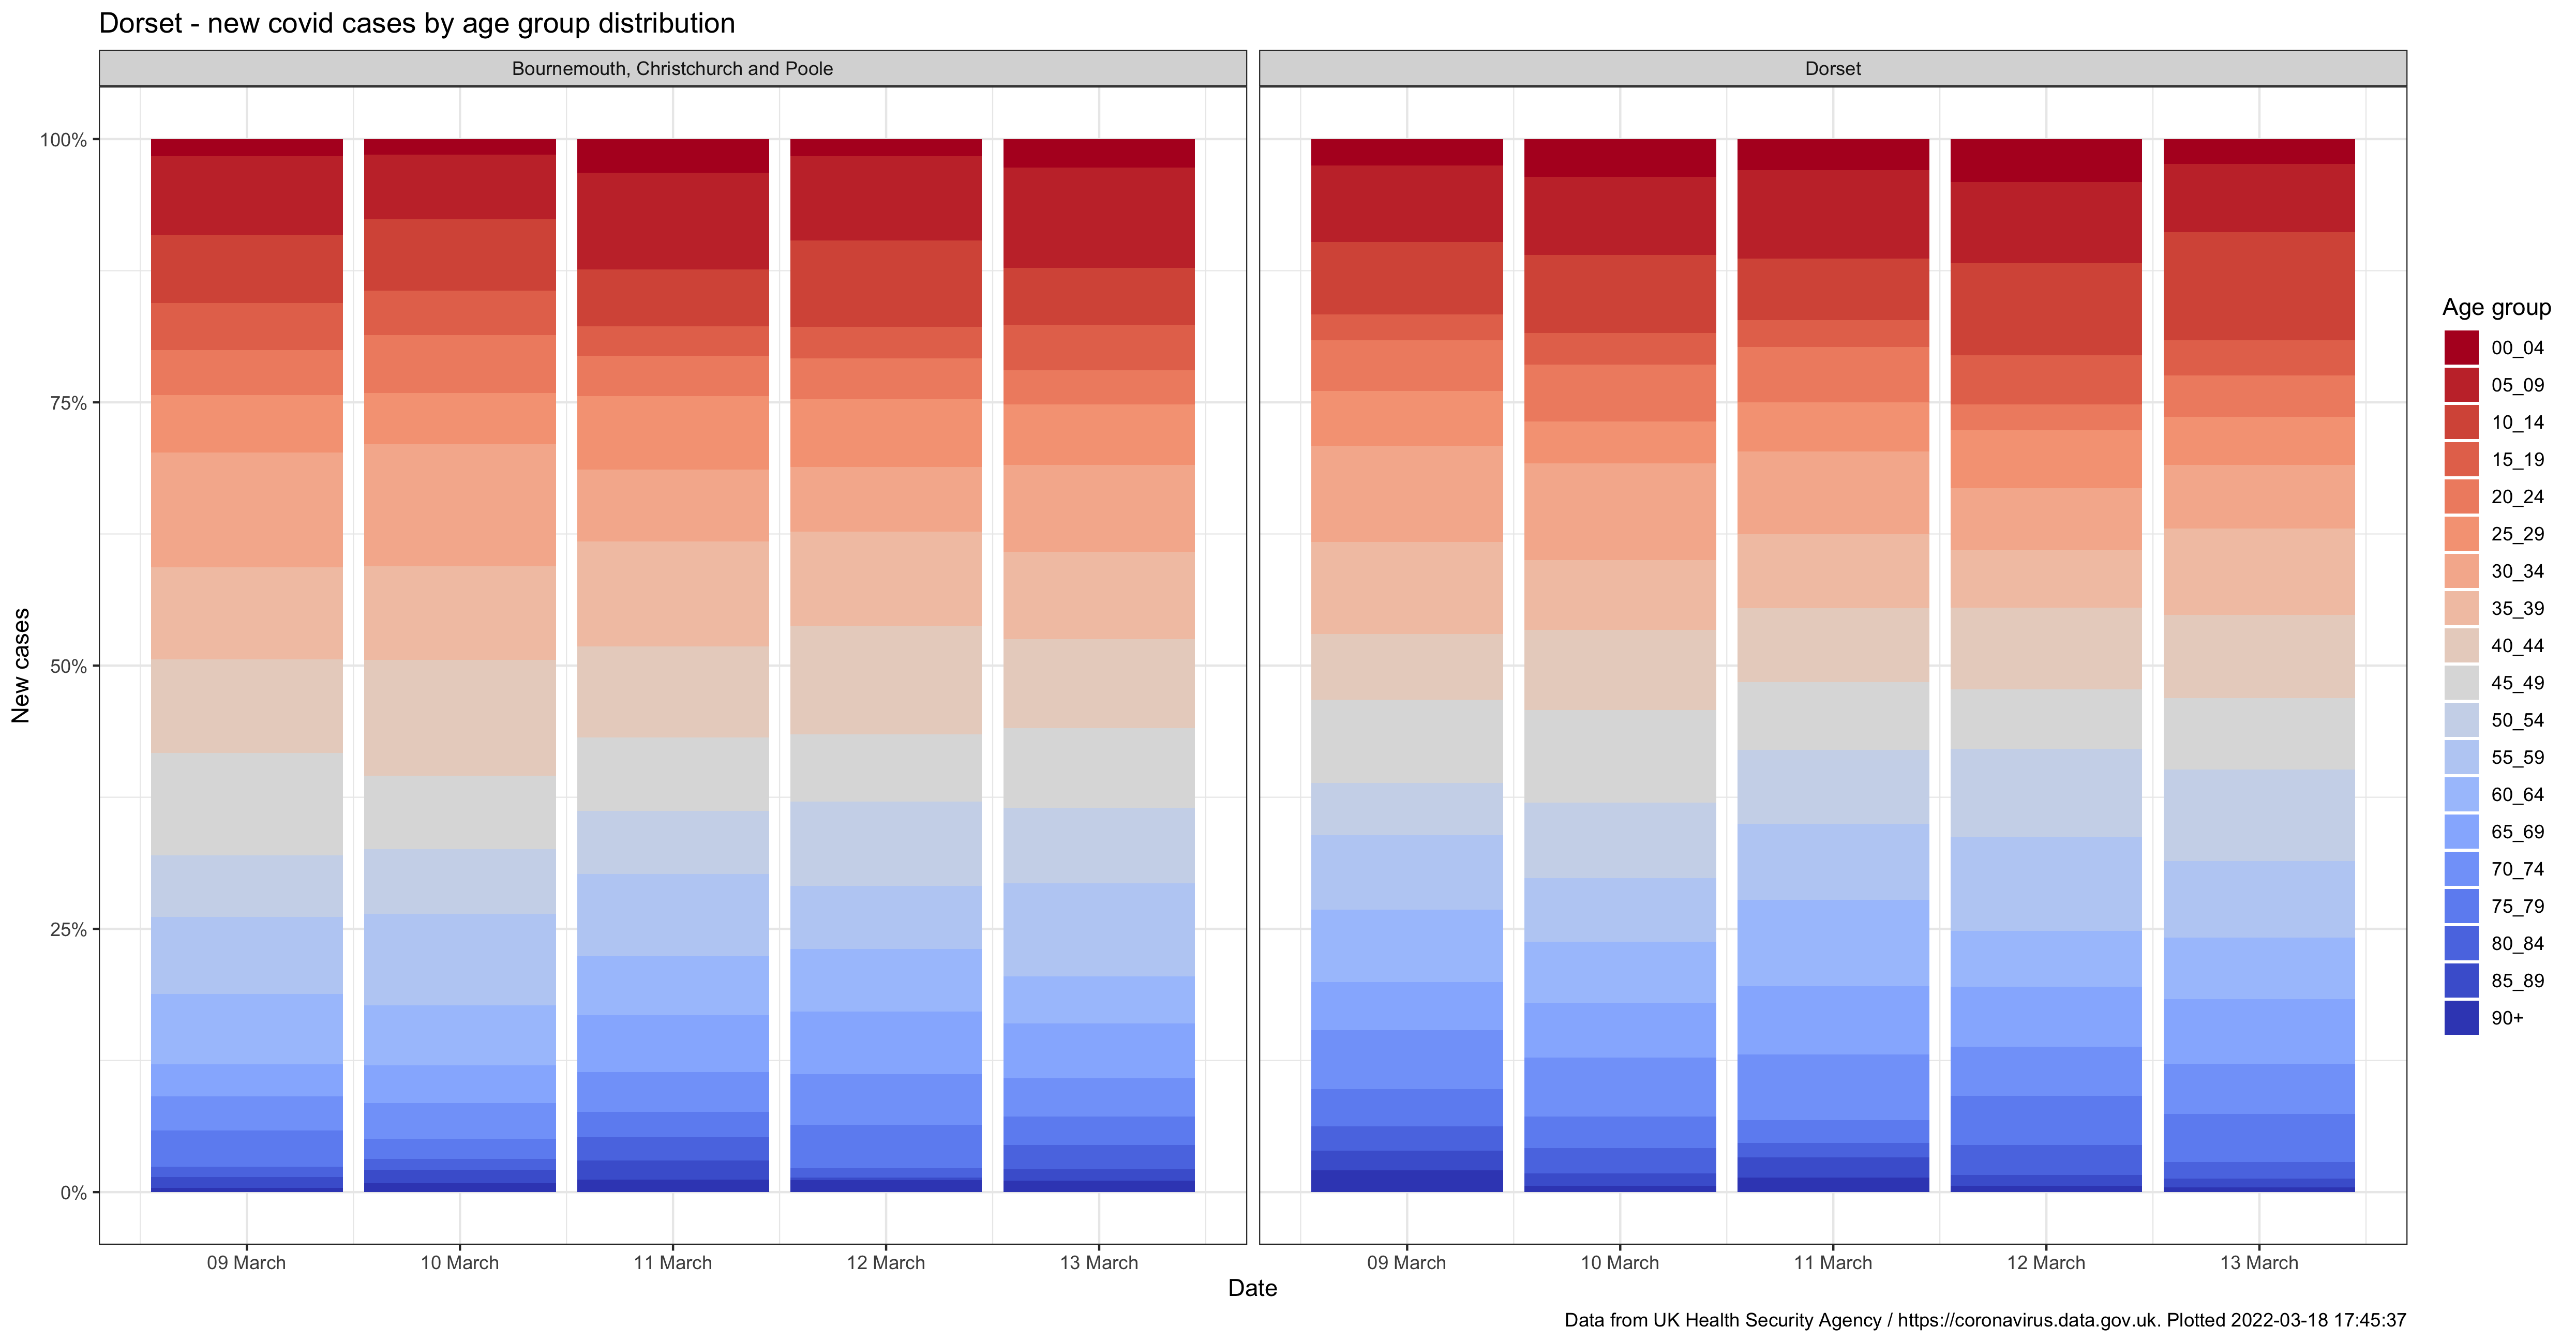 Dorset - new covid cases by age group distribution
Bournemouth, Christchurch and Poole
Dorset
100%
75%
50%
25%
0%
New cases
09 March
10 March
11 March
12 March
13 March
09 March
10 March
11 March
12 March
13 March
Date
Age group
00_04
05_09
10_14
15_19
20_24
25_29
30_34
35_39
40_44
45_49
50_54
55_59
60_64
65_69
70_74
75_79
80_84
85_89
90+
Data from UK Health Security Agency / https://coronavirus.data.gov.uk. Plotted 2022-03-18 17:45:37